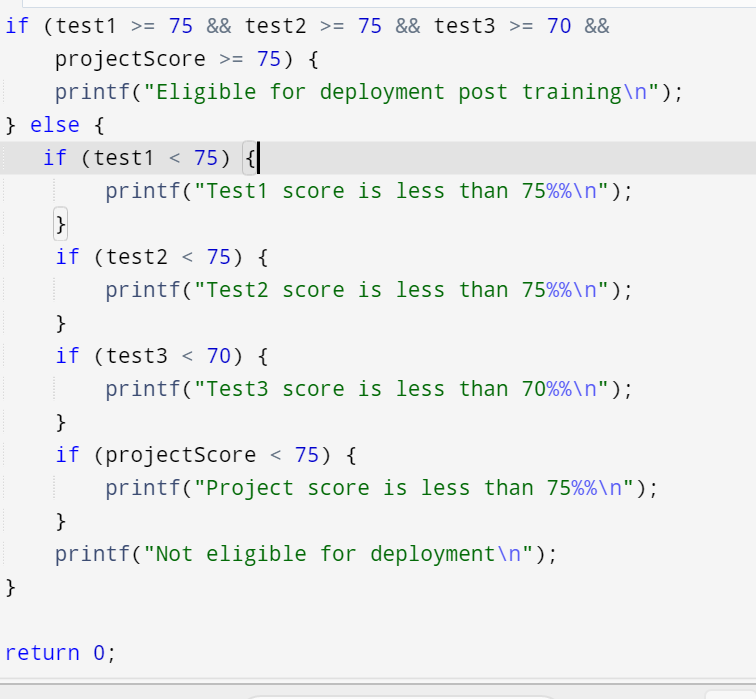 if (test1 >= 75 && test2 >= 75 && test3 >= 70 &&
    projectScore >= 75) {
    printf("Eligible for deployment post training\n");
} else {
   if (test1 < 75) {
        printf("Test1 score is less than 75%%\n");
    }
    if (test2 < 75) {
        printf("Test2 score is less than 75%%\n");
    }
    if (test3 < 70) {
        printf("Test3 score is less than 70%%\n");
    }
    if (projectScore < 75) {
        printf("Project score is less than 75%%\n");
    }
    printf("Not eligible for deployment\n");
}
return 0;